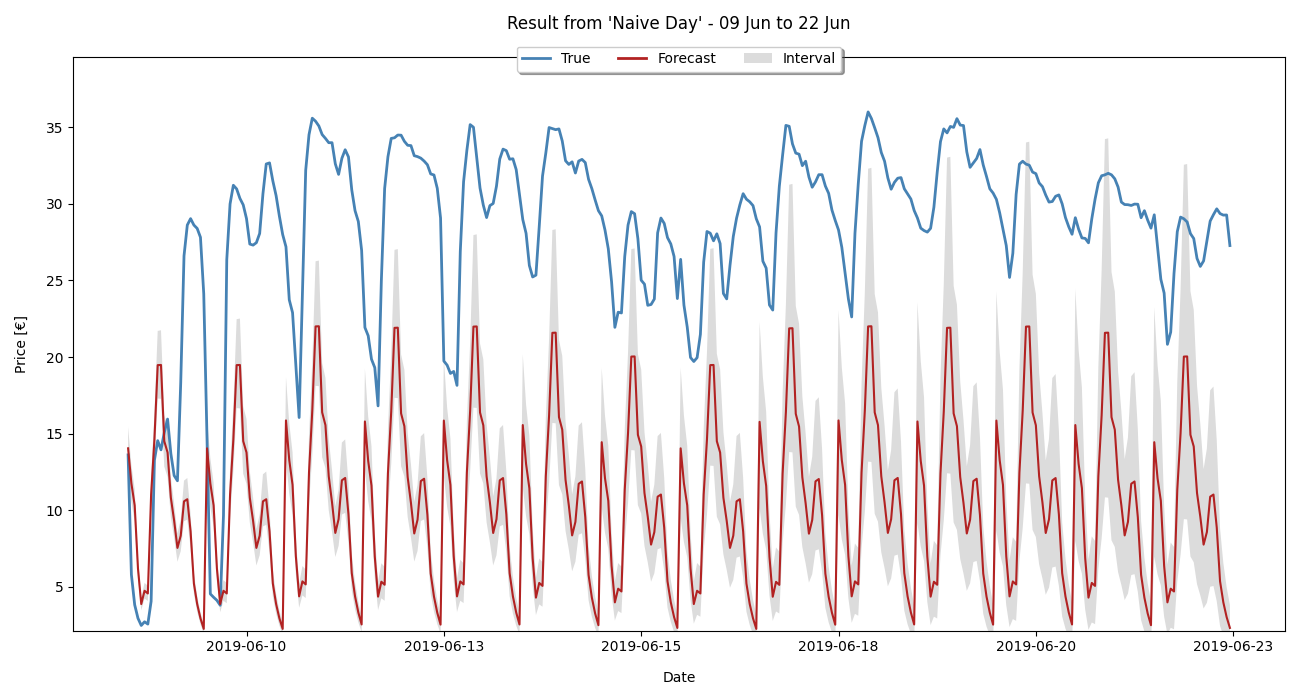 Result from 'Naive Day' - 09 Jun to 22 Jun
True Forecast Interval
Price [€]
35
30
25
20
15
10
5
2019-06-10 2019-06-13 2019-06-15 2019-06-18 2019-06-20 2019-06-23
Date